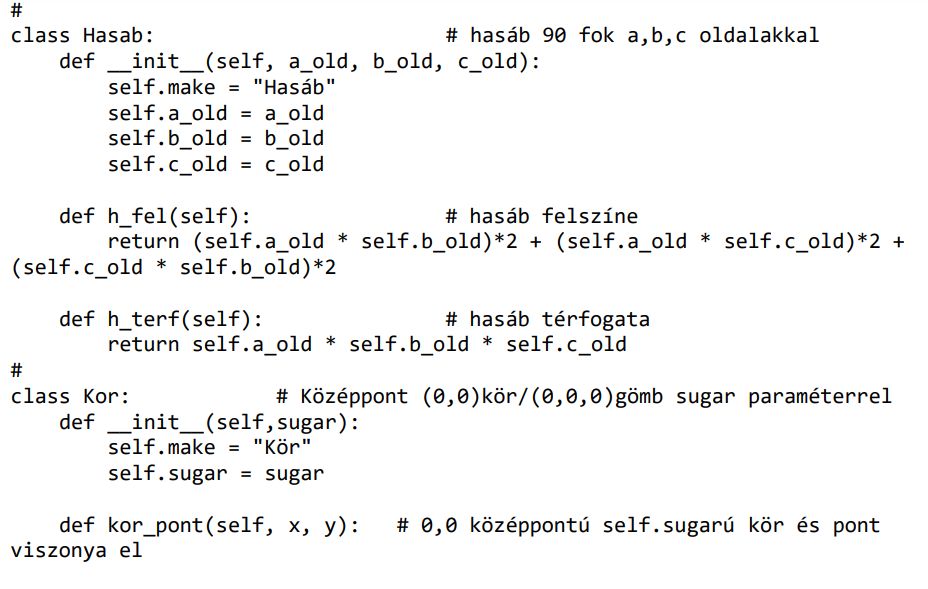 #
class Hasab:                        # hasáb 90 fok a,b,c oldalakkal
    def __init__(self, a_old, b_old, c_old):
        self.make = "Hasáb"
        self.a_old = a_old
        self.b_old = b_old
        self.c_old = c_old

    def h_fel(self):                # hasáb felszíne
        return (self.a_old * self.b_old)*2 + (self.a_old * self.c_old)*2 +
(self.c_old * self.b_old)*2

    def h_terf(self):               # hasáb térfogata
        return self.a_old * self.b_old * self.c_old
#
class Kor:            # Középpont (0,0)kör/(0,0,0)gömb sugar paraméterrel
    def __init__(self,sugar):
        self.make = "Kör"
        self.sugar = sugar

    def kor_pont(self, x, y):   # 0,0 középpontú self.sugarú kör és pont
viszonya el